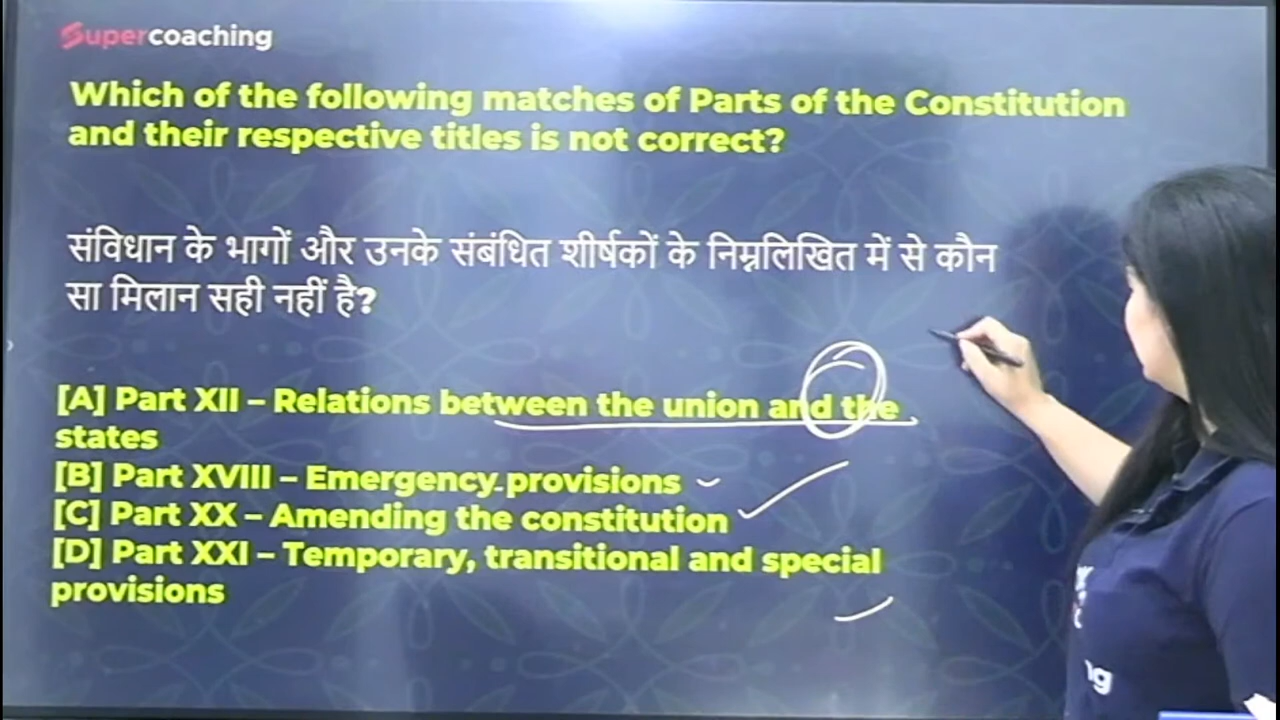 Supercoaching
Which of the following matches of Parts of the Constitution
and their respective titles is not correct?
संविधान के भागों और उनके संबंधित शीर्षकों के निम्नलिखित में से कौन
सा मिलान सही नहीं है?
[A] Part XII – Relations between the union and the
states
[B] Part XVIII – Emergency provisions
[C] Part XX – Amending the constitution
[D] Part XXI – Temporary, transitional and special
provisions